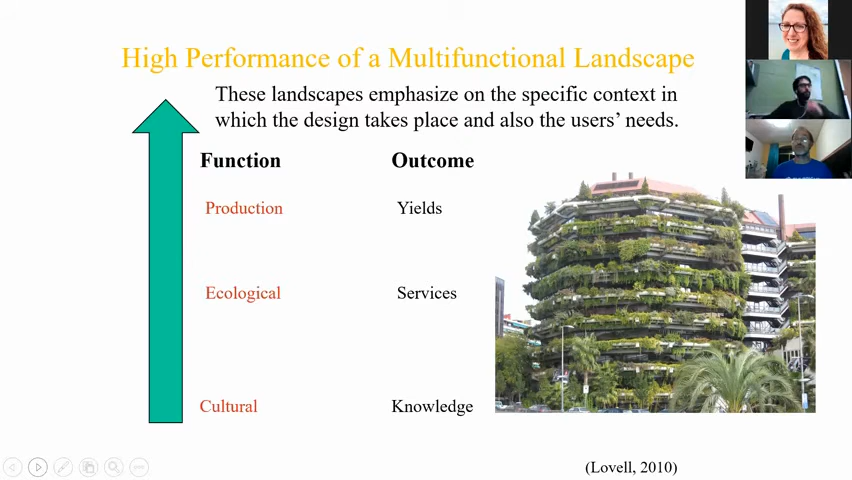 High Performance of a Multifunctional Landscape
These landscapes emphasize on the specific context in
which the design takes place and also the users' needs.
Function Outcome
Production Yields
Ecological Services
Cultural Knowledge
(Lovell, 2010)